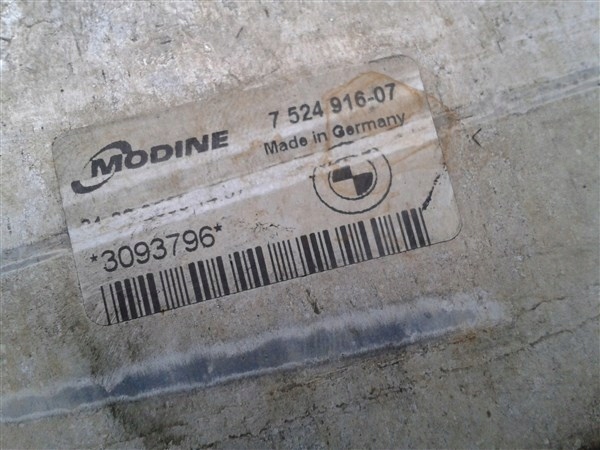 MODINE
7 524 916-07
Made in Germany
*3093796*